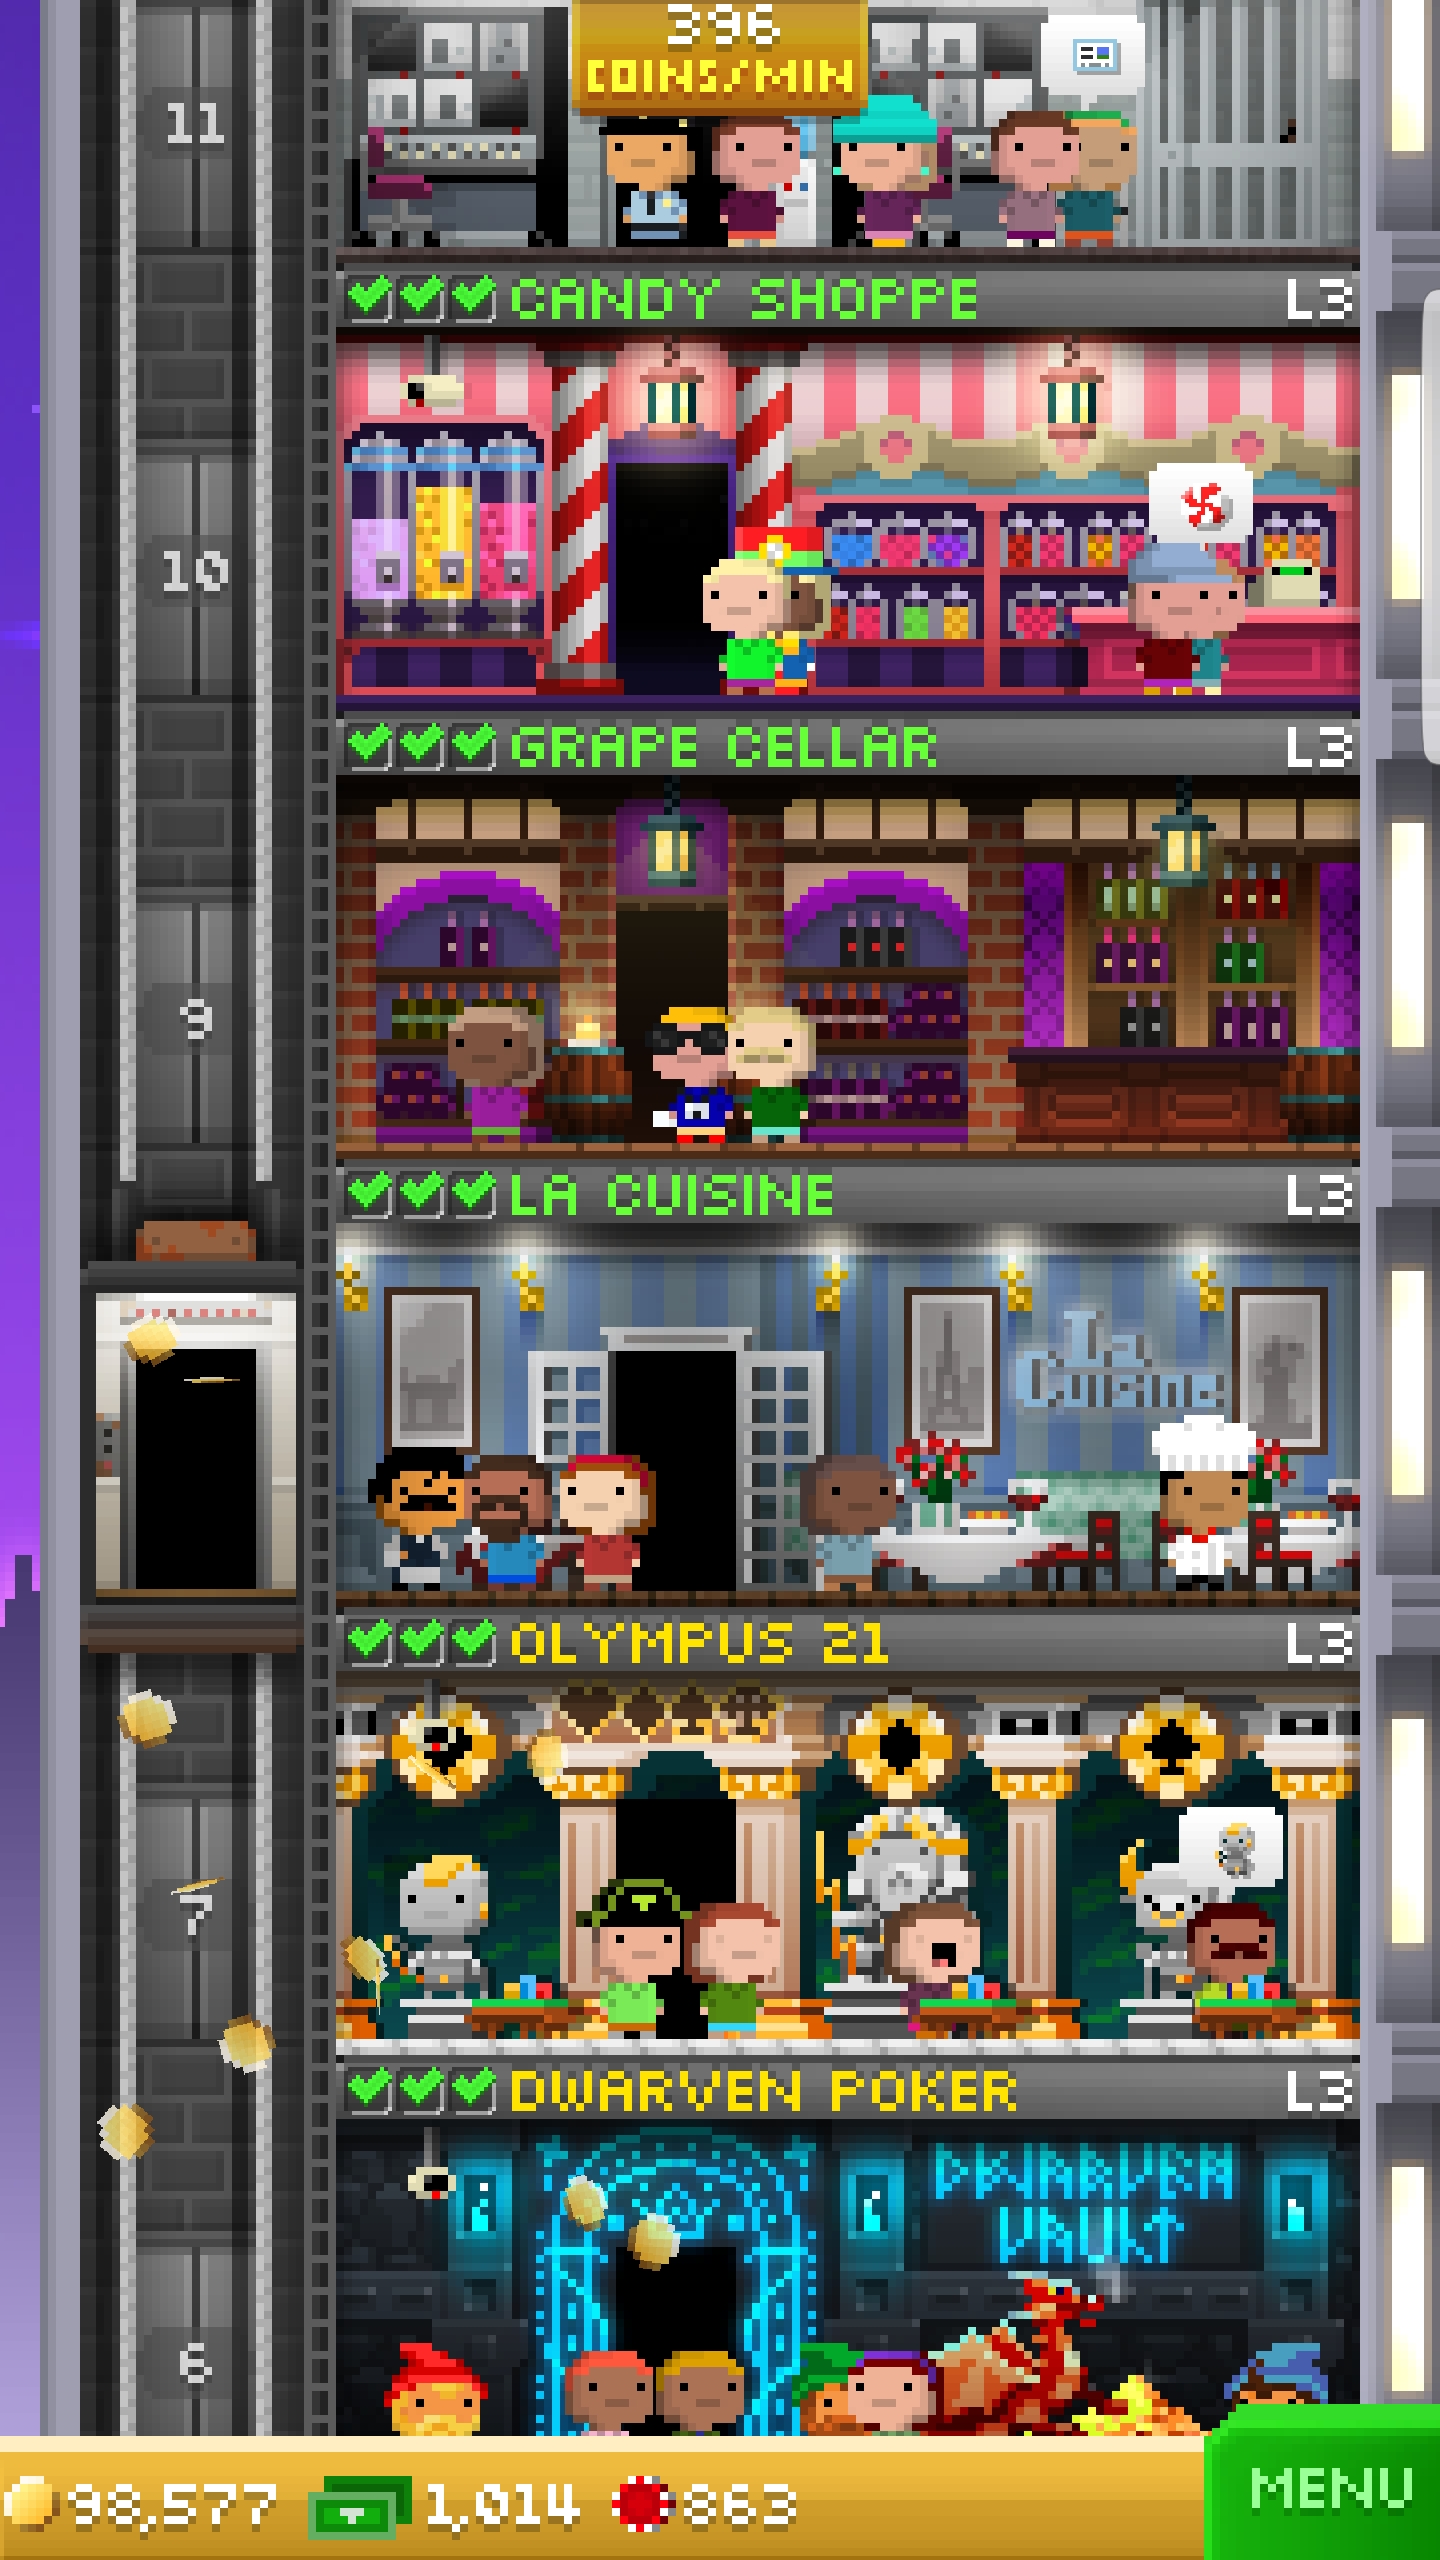 396
COINS/MIN
11
CANDY SHOPPE L3
10
GRAPE CELLAR L3
9
LA CUISINE L3
La
Cuisine
OLYMPUS 21 L3
7
DWARVEN POKER L3
DWARVEN
VAULT
6
98,577 1,014 863
MENU